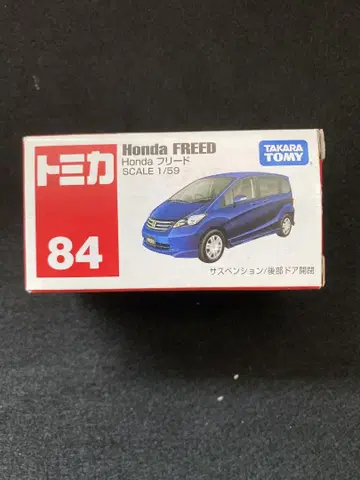 トミカ
84
Honda FREED
Honda フリード
SCALE 1/59
TAKARA
TOMY
サスペンション/後部ドア開閉